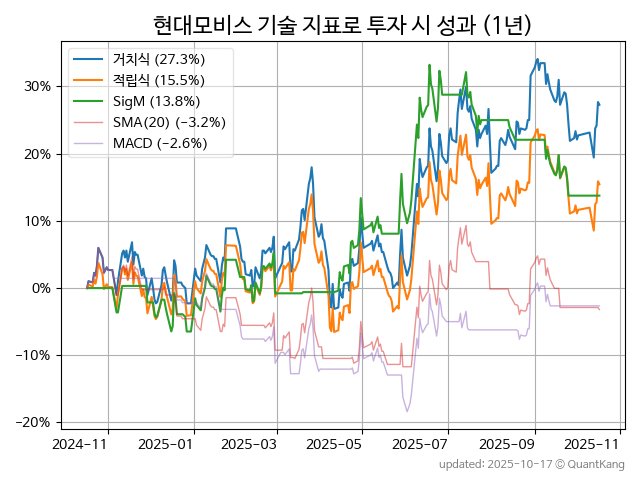 현대모비스 기술 지표로 투자 시 성과 (1년)
거치식 (27.3%)
적립식 (15.5%)
SigM (13.8%)
SMA(20) (−3.2%)
MACD (−2.6%)
30%
20%
10%
0%
−10%
−20%
2024-11
2025-01
2025-03
2025-05
2025-07
2025-09
2025-11
updated: 2025-10-17 © QuantKang